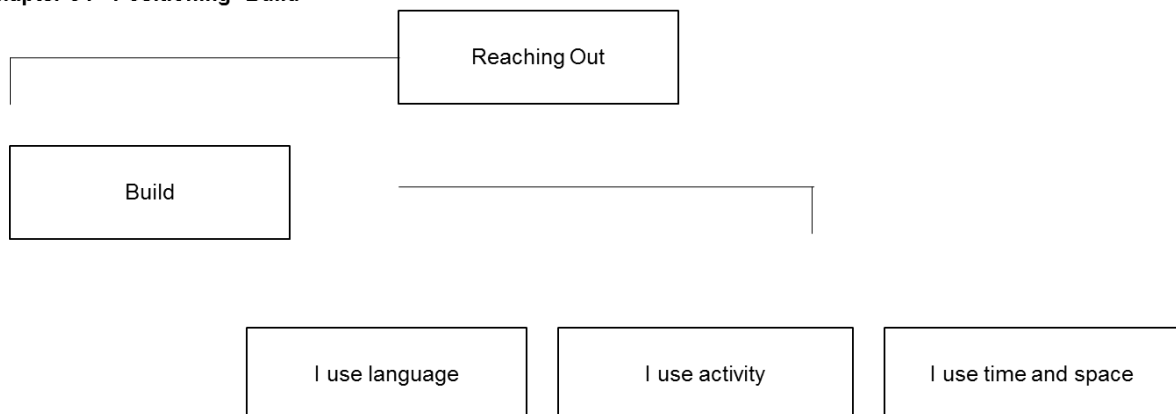 Reaching Out
Build
I use language
I use activity
I use time and space